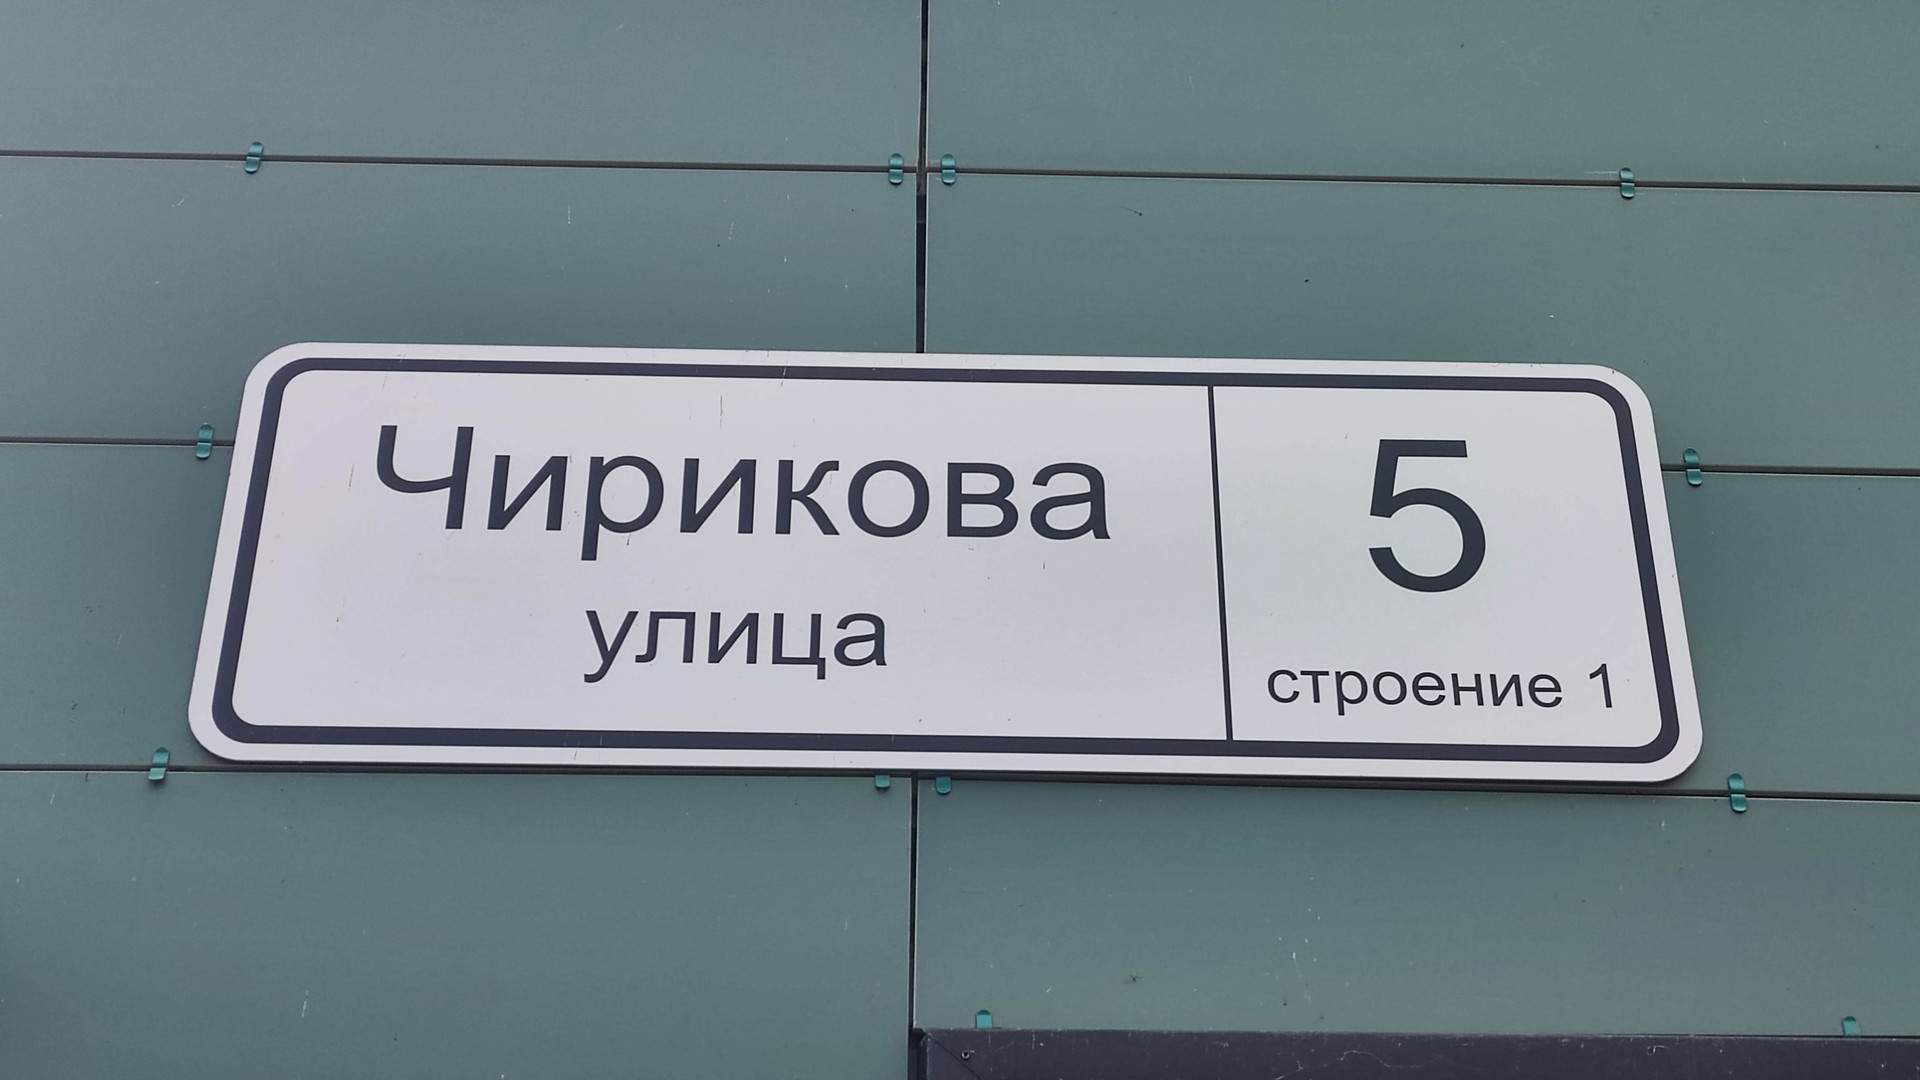 Чирикова
улица
5
строение 1